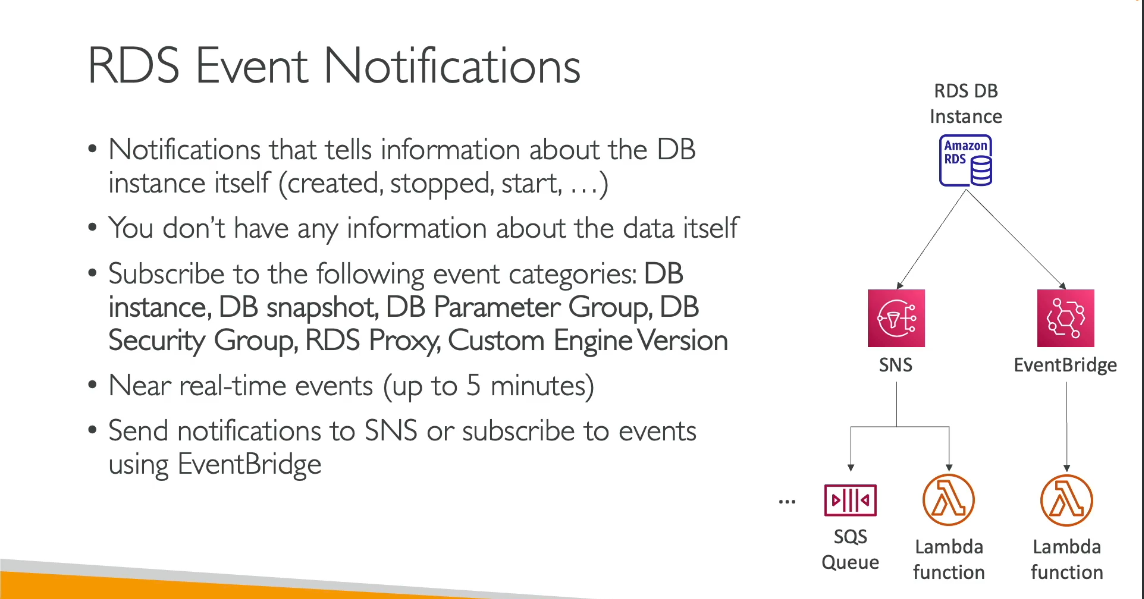 RDS Event Notifications
• Notifications that tells information about the DB
instance itself (created, stopped, start, …)
• You don’t have any information about the data itself
• Subscribe to the following event categories: DB
instance, DB snapshot, DB Parameter Group, DB
Security Group, RDS Proxy, Custom Engine Version
• Near real-time events (up to 5 minutes)
• Send notifications to SNS or subscribe to events
using EventBridge
RDS DB
Instance
Amazon
RDS
SNS
EventBridge
...
SQS
Queue
Lambda
function
Lambda
function